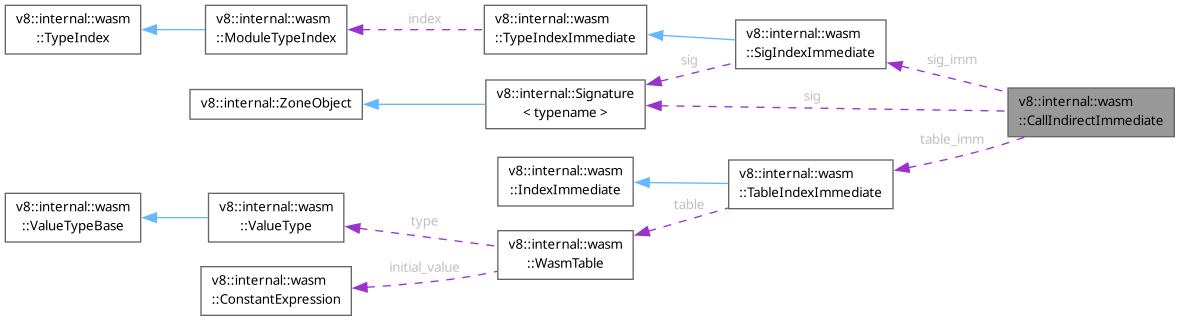 v8::internal::wasm
::TypeIndex
v8::internal::wasm
::ModuleTypeIndex
index
v8::internal::wasm
::TypeIndexImmediate
v8::internal::wasm
::SigIndexImmediate
sig_imm
sig
v8::internal::ZoneObject
v8::internal::Signature
< typename >
sig
v8::internal::wasm
::CallIndirectImmediate
table_imm
v8::internal::wasm
::IndexImmediate
v8::internal::wasm
::TableIndexImmediate
table
v8::internal::wasm
::ValueTypeBase
v8::internal::wasm
::ValueType
type
v8::internal::wasm
::WasmTable
initial_value
v8::internal::wasm
::ConstantExpression